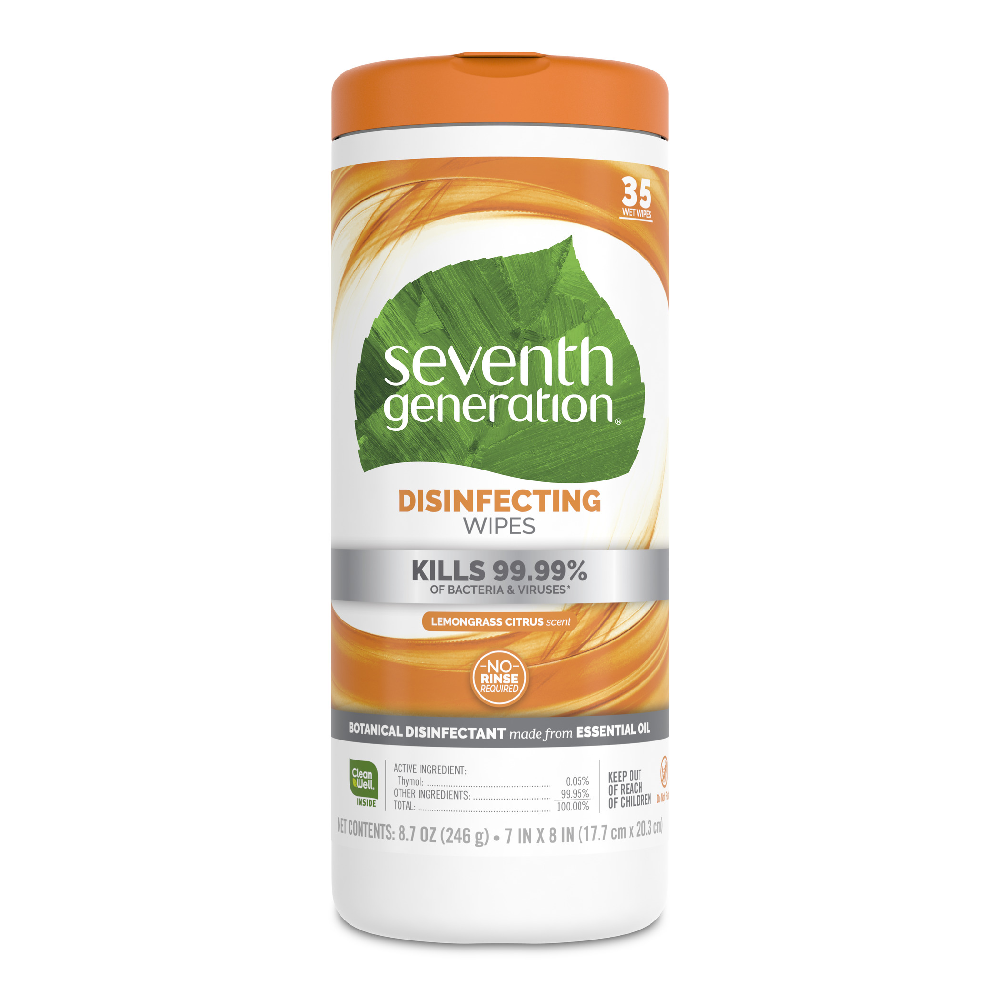 35
WET WIPES
seventh
generation®
DISINFECTING
WIPES
KILLS 99.99%
OF BACTERIA & VIRUSES*
LEMONGRASS CITRUS scent
-NO-
RINSE
REQUIRED
BOTANICAL DISINFECTANT made from ESSENTIAL OIL
Clean
Well.
INSIDE
ACTIVE INGREDIENT:
Thymol: 0.05%
OTHER INGREDIENTS: 99.95%
TOTAL: 100.00%
KEEP OUT
OF REACH
OF CHILDREN
Do Not
NET CONTENTS: 8.7 OZ (246 g) • 7 IN X 8 IN (17.7 cm x 20.3 cm)